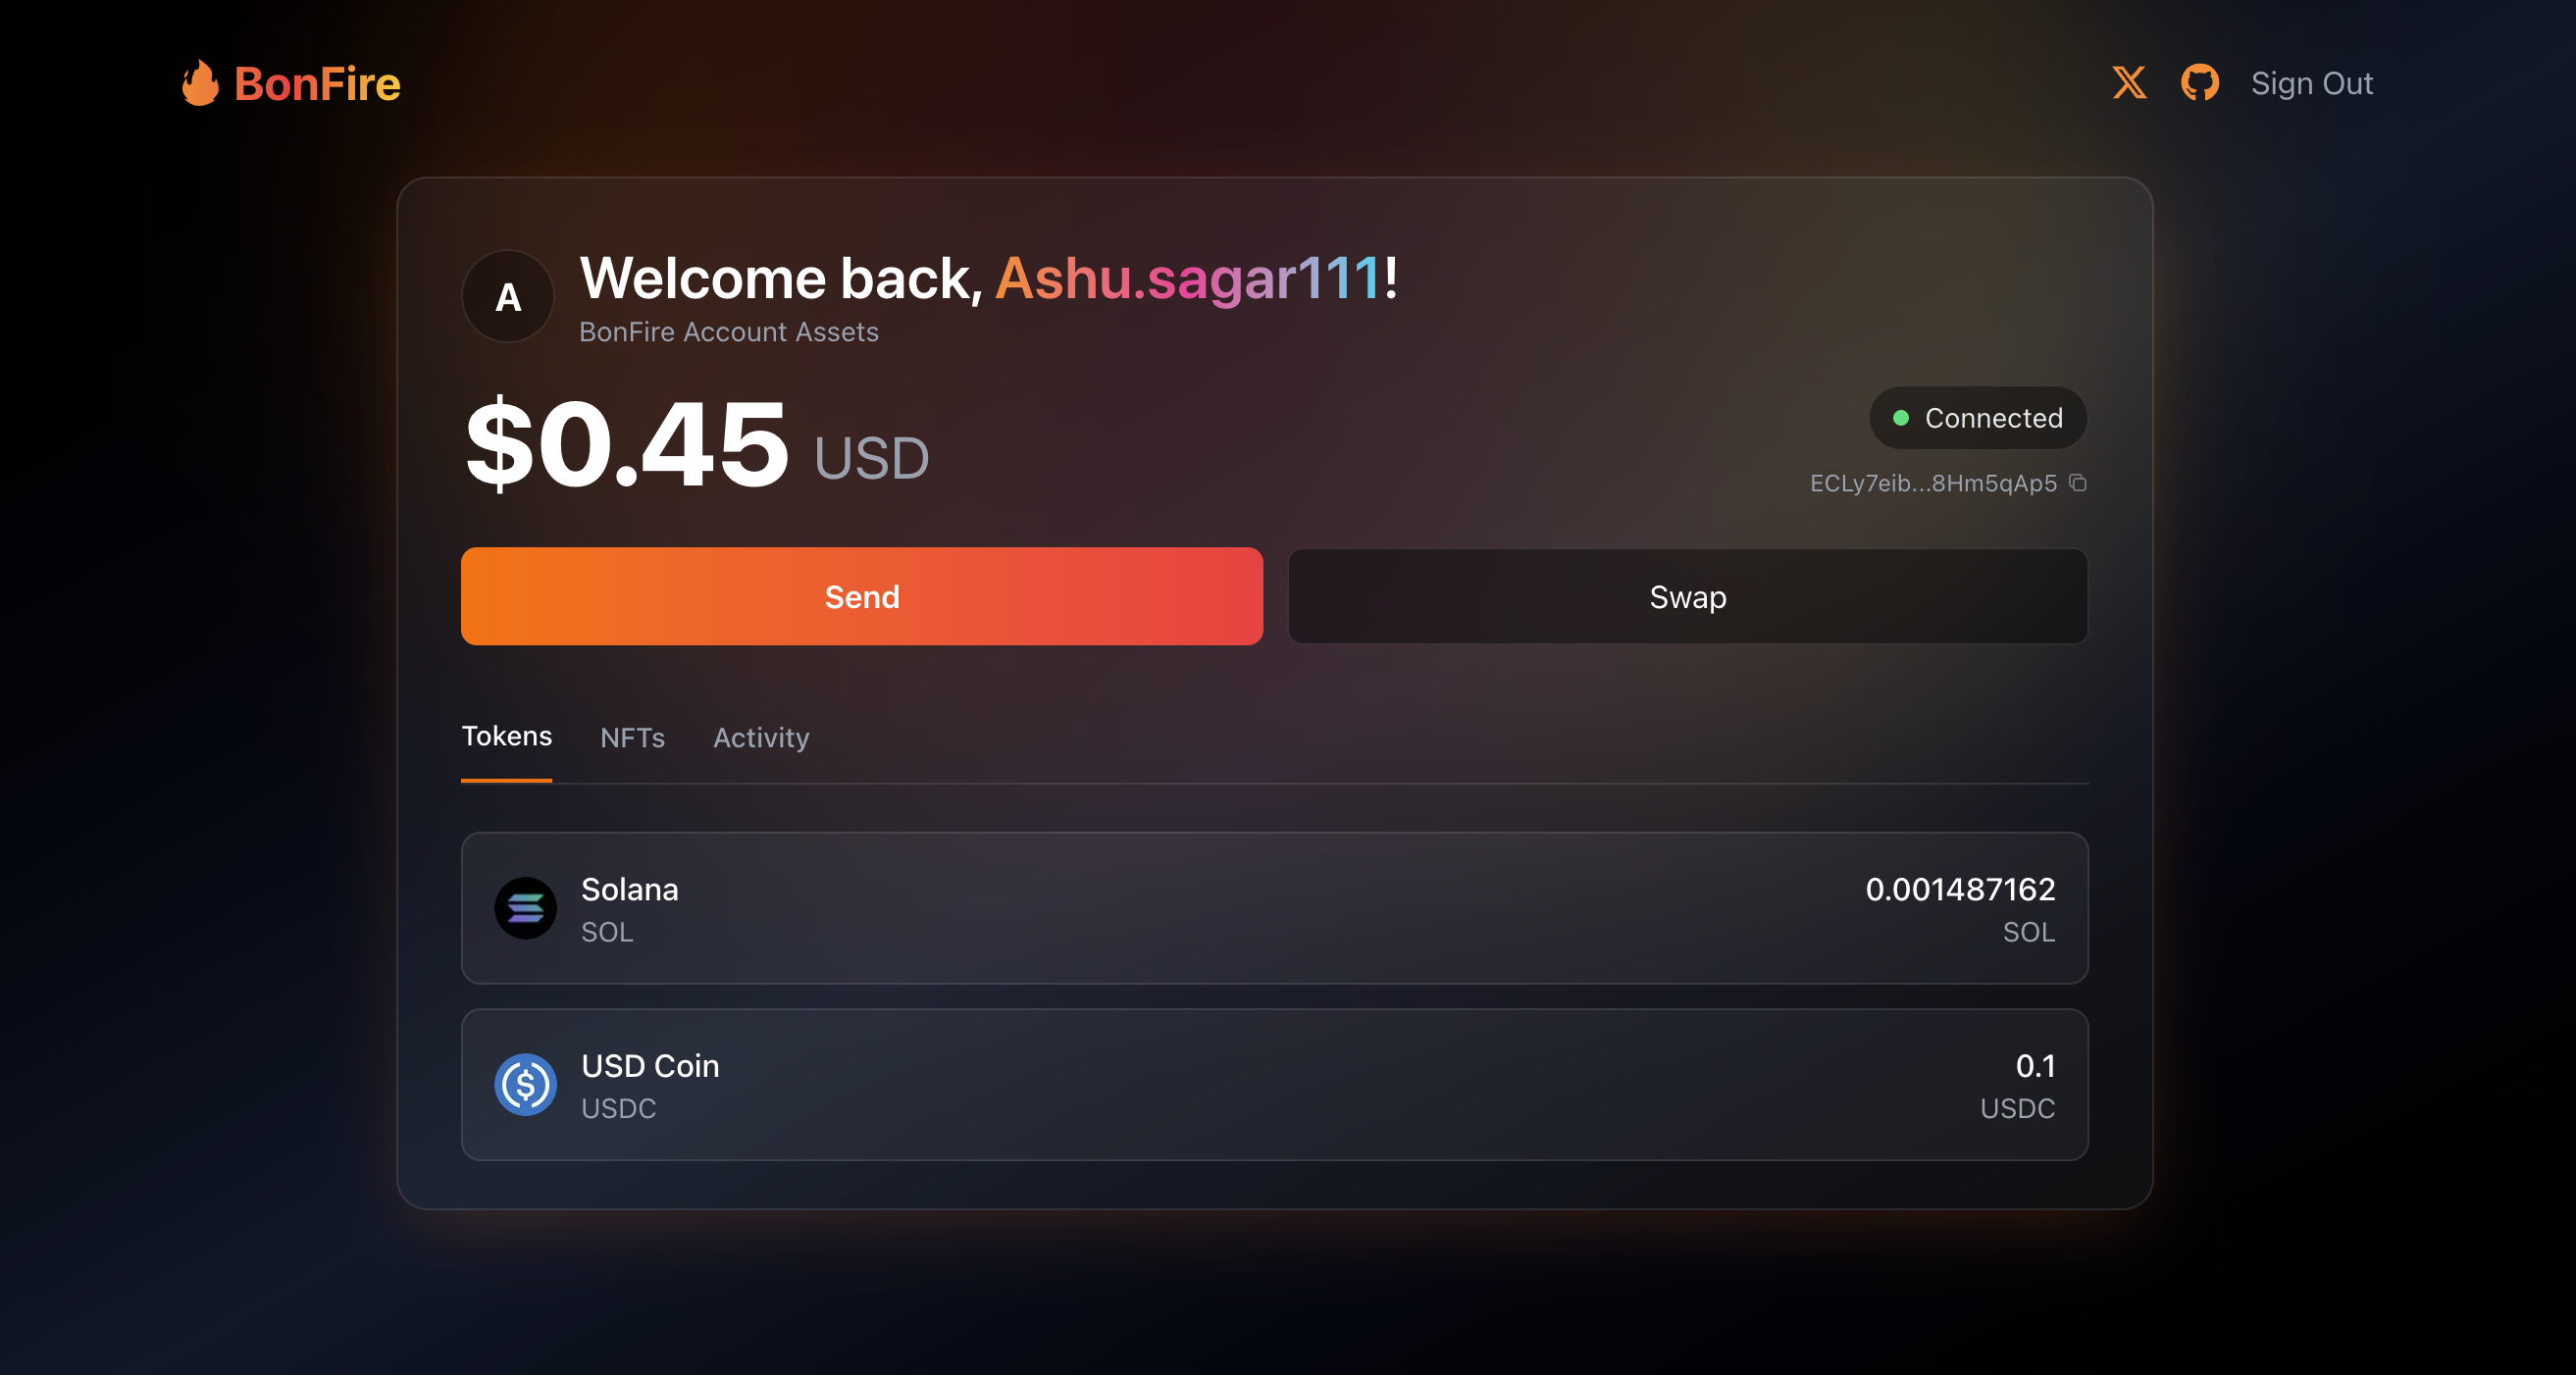 BonFire
Sign Out
A
Welcome back, Ashu.sagar111!
BonFire Account Assets
$0.45 USD
Connected
ECLy7eib...8Hm5qAp5
Send
Swap
Tokens NFTs Activity
Solana
0.001487162
SOL
SOL
USD Coin
0.1
USDC
USDC